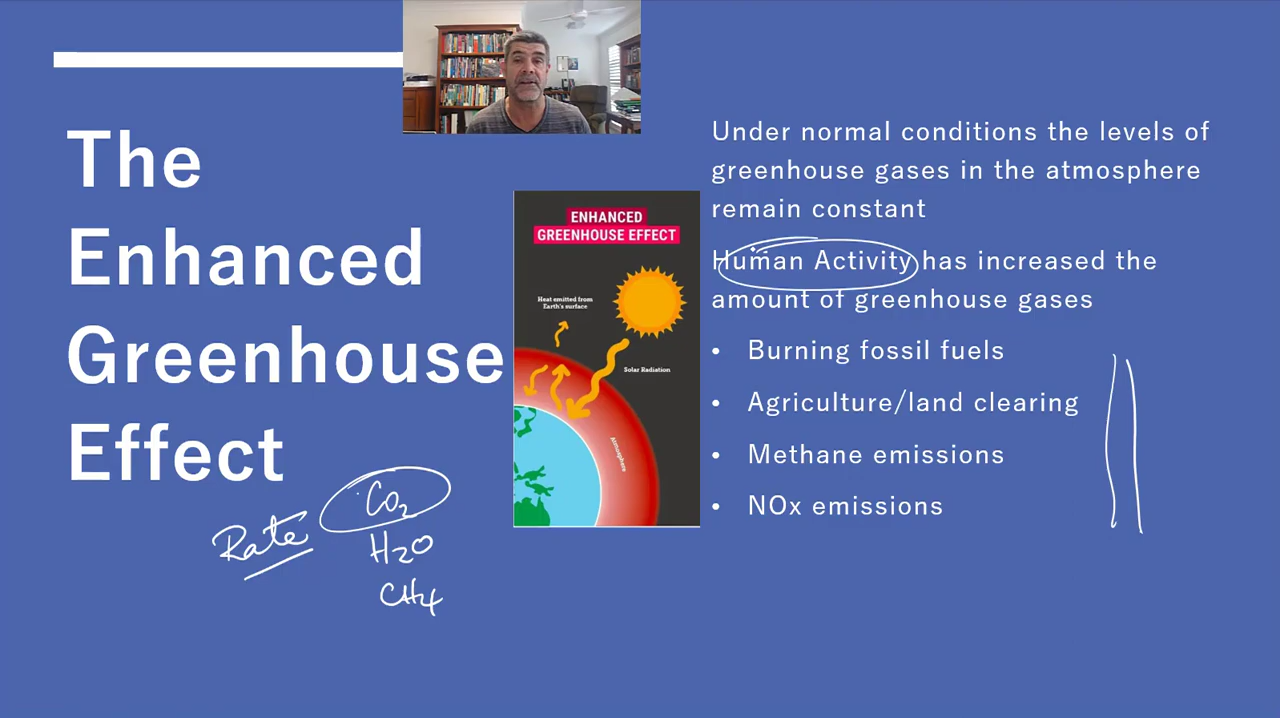 The
Enhanced
Greenhouse
Effect
Rate
CO2
H2O
CH4
ENHANCED
GREENHOUSE EFFECT
Heat emitted from
Earth's surface
Solar Radiation
Atmosphere
Under normal conditions the levels of
greenhouse gases in the atmosphere
remain constant
Human Activity has increased the
amount of greenhouse gases
• Burning fossil fuels
• Agriculture/land clearing
• Methane emissions
• NOx emissions